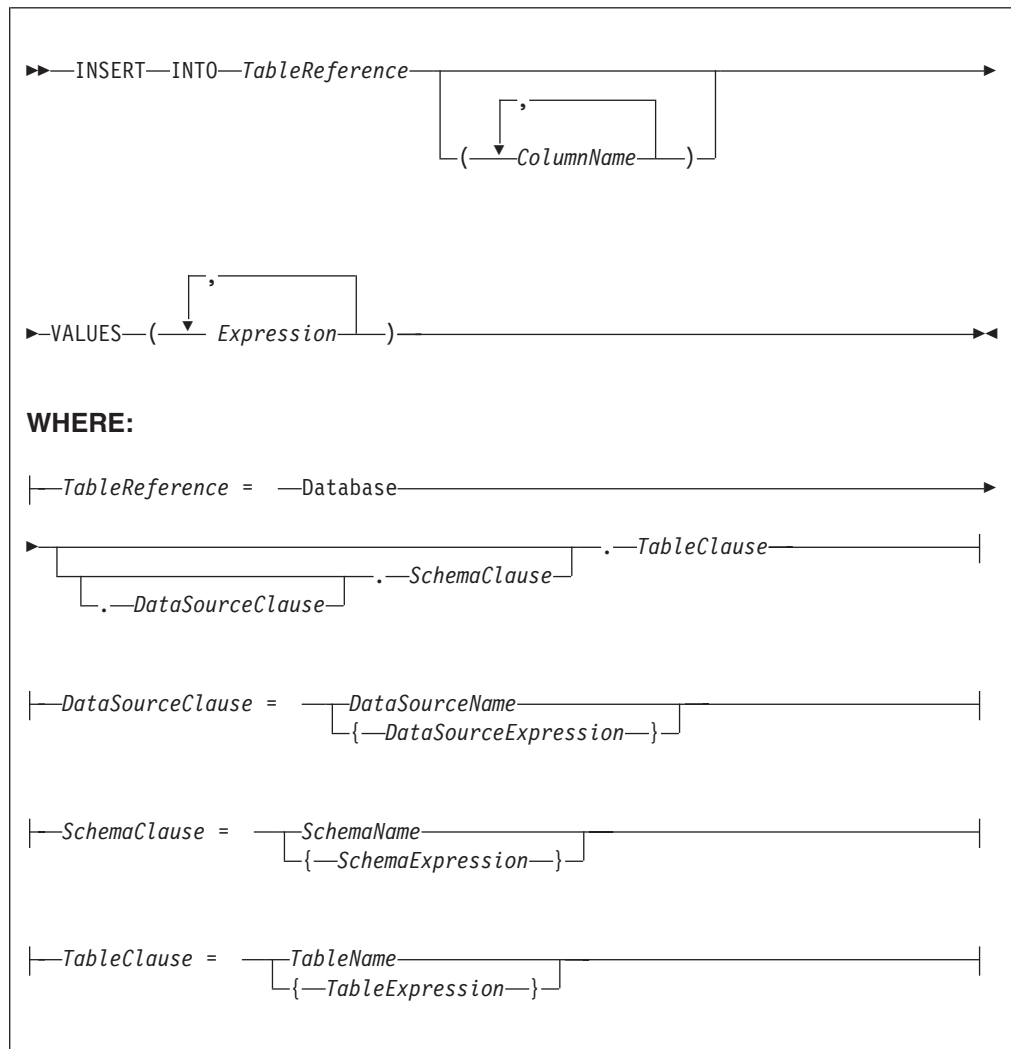 INSERT INTO TableReference
,
( ColumnName )
,
VALUES ( Expression )
WHERE:
TableReference = Database
. TableClause
. SchemaClause
. DataSourceClause
DataSourceClause = DataSourceName
{ DataSourceExpression }
SchemaClause = SchemaName
{ SchemaExpression }
TableClause = TableName
{ TableExpression }